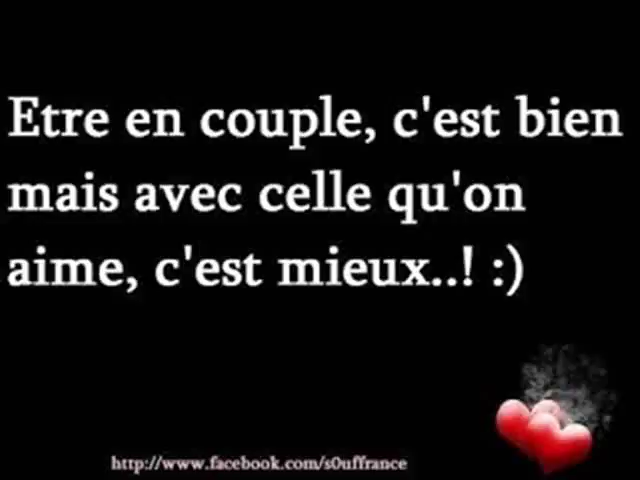 Etre en couple, c'est bien
mais avec celle qu'on
aime, c'est mieux..! :)
http://www.facebook.com/s0uffrance